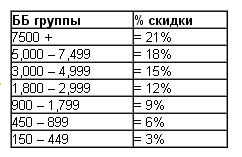 ББ группы % скидки
7500 + = 21%
5,000 – 7,499 = 18%
3,000 – 4,999 = 15%
1,800 – 2,999 = 12%
900 – 1,799 = 9%
450 – 899 = 6%
150 – 449 = 3%